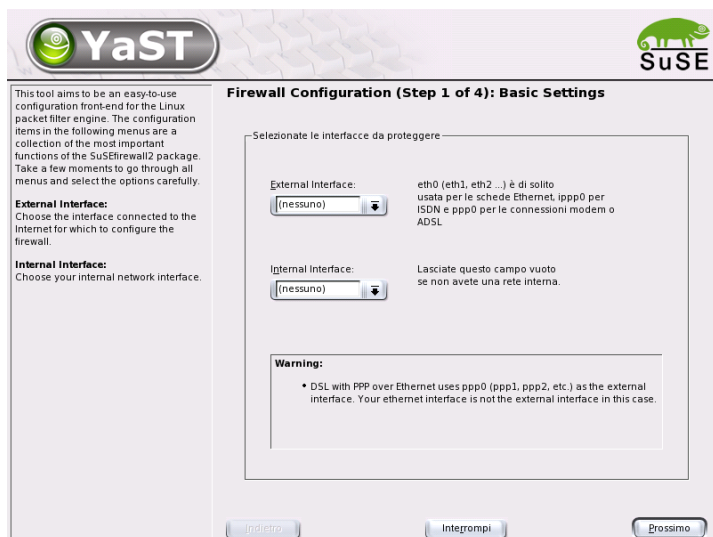 YaST
SuSE
This tool aims to be an easy-to-use
configuration front-end for the Linux
packet filter engine. The configuration
items in the following menus are a
collection of the most important
functions of the SuSEfirewall2 package.
Take a few moments to go through all
menus and select the options carefully.
External Interface:
Choose the interface connected to the
Internet for which to configure the
firewall.
Internal Interface:
Choose your internal network interface.
Firewall Configuration (Step 1 of 4): Basic Settings
Selezionate le interfacce da proteggere
External Interface:
(nessuno)
eth0 (eth1, eth2 ...) è di solito
usata per le schede Ethernet, ippp0 per
ISDN e ppp0 per le connessioni modem o
ADSL
Internal Interface:
(nessuno)
Lasciate questo campo vuoto
se non avete una rete interna.
Warning:
• DSL with PPP over Ethernet uses ppp0 (ppp1, ppp2, etc.) as the external
interface. Your ethernet interface is not the external interface in this case.
Indietro
Interrompi
Prossimo